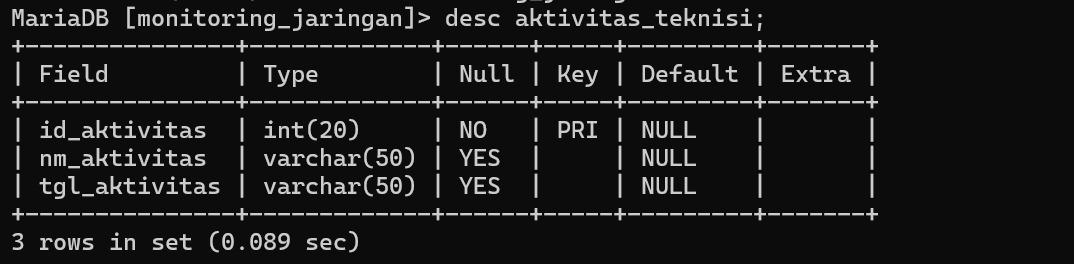 MariaDB [monitoring_jaringan]> desc aktivitas_teknisi;
+---------------+-------------+------+-----+---------+-------+
| Field         | Type        | Null | Key | Default | Extra |
+---------------+-------------+------+-----+---------+-------+
| id_aktivitas  | int(20)     | NO   | PRI | NULL    |       |
| nm_aktivitas  | varchar(50) | YES  |     | NULL    |       |
| tgl_aktivitas | varchar(50) | YES  |     | NULL    |       |
+---------------+-------------+------+-----+---------+-------+
3 rows in set (0.089 sec)